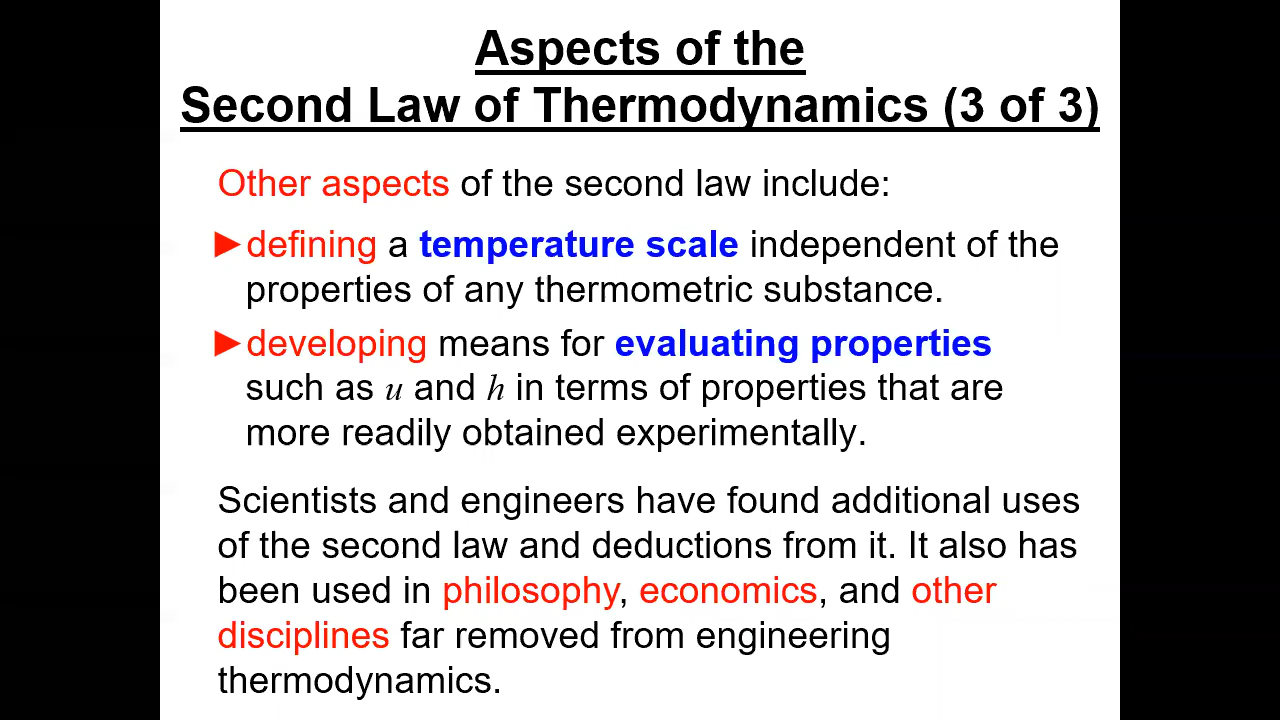 Aspects of the
Second Law of Thermodynamics (3 of 3)
Other aspects of the second law include:
►defining a temperature scale independent of the
properties of any thermometric substance.
►developing means for evaluating properties
such as u and h in terms of properties that are
more readily obtained experimentally.
Scientists and engineers have found additional uses
of the second law and deductions from it. It also has
been used in philosophy, economics, and other
disciplines far removed from engineering
thermodynamics.